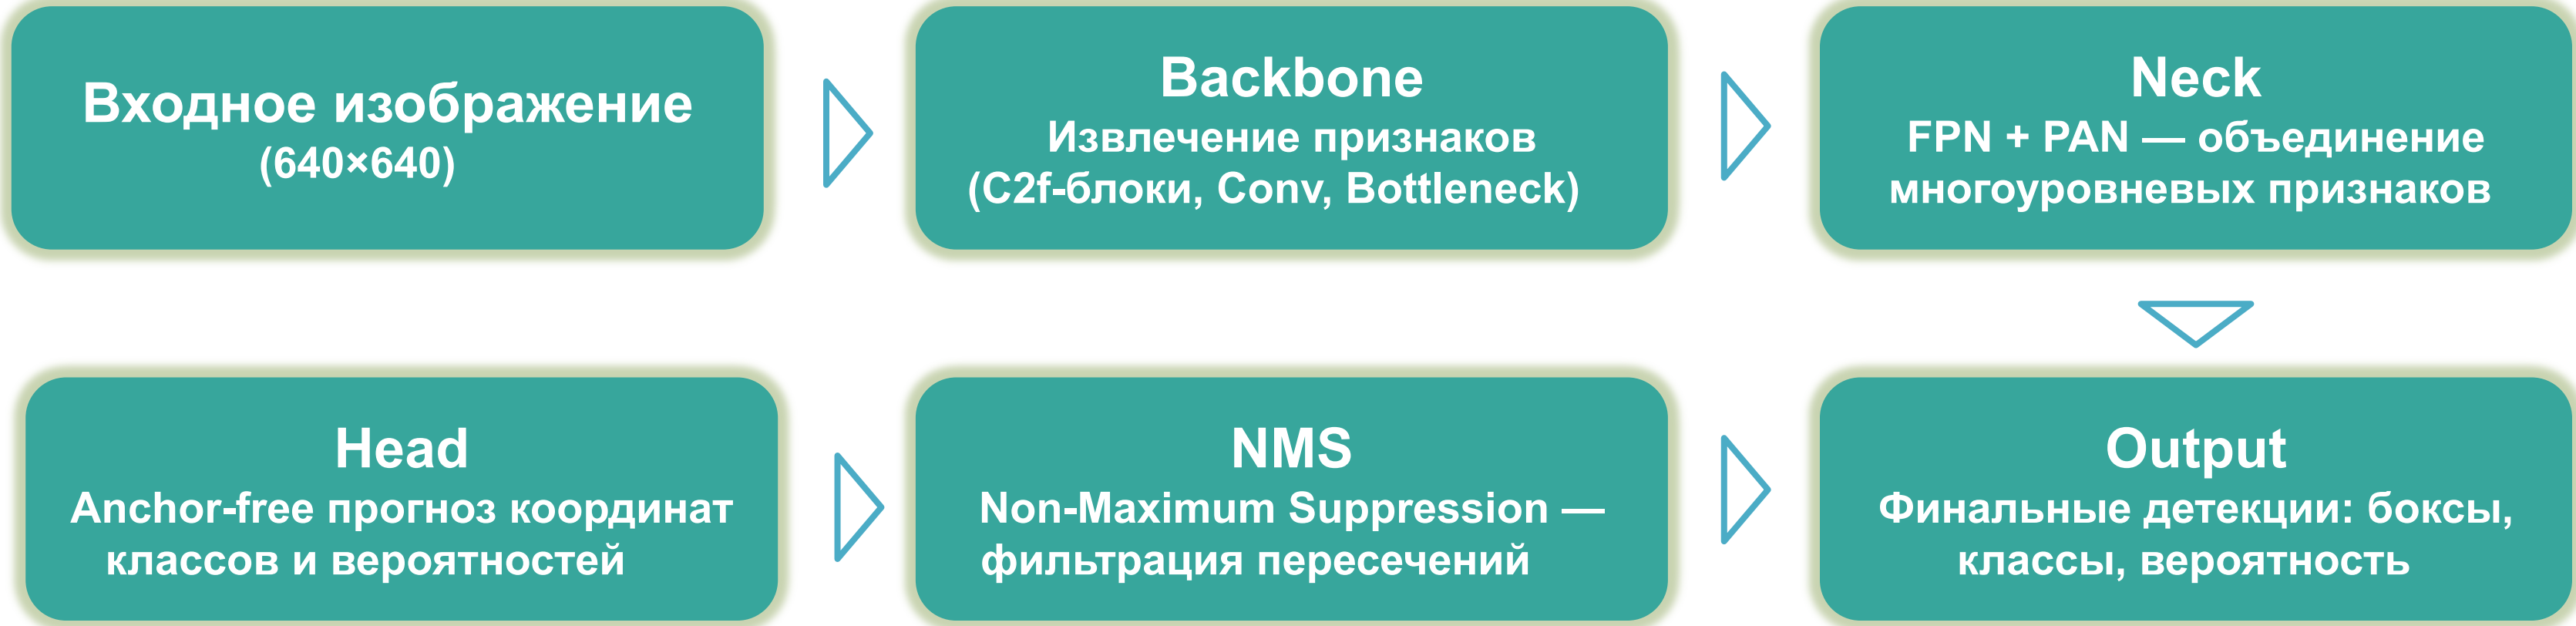 Входное изображение
(640×640)
Backbone
Извлечение признаков
(C2f-блоки, Conv, Bottleneck)
Neck
FPN + PAN — объединение
многоуровневых признаков
Head
Anchor-free прогноз координат
классов и вероятностей
NMS
Non-Maximum Suppression —
фильтрация пересечений
Output
Финальные детекции: боксы,
классы, вероятность